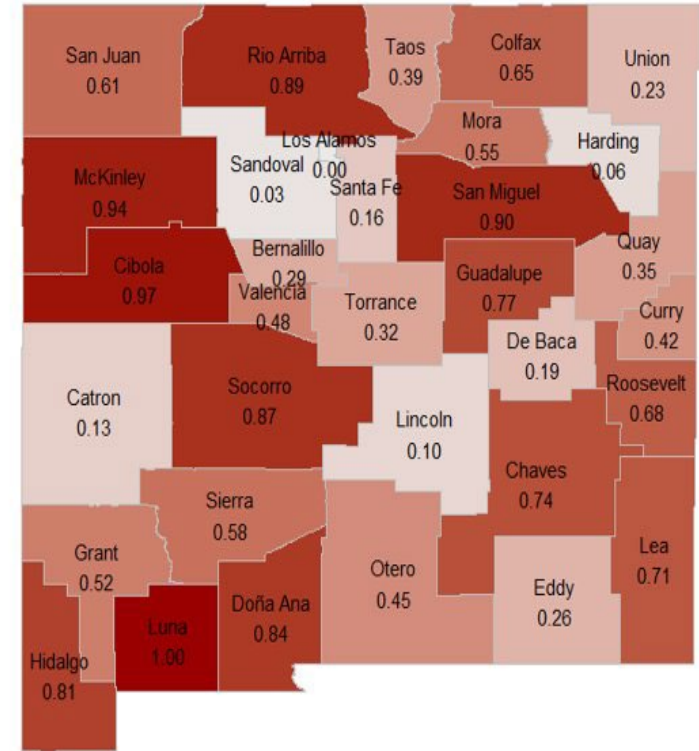 San Juan
0.61
Rio Arriba
0.89
Taos
0.39
Colfax
0.65
Union
0.23
Mora
0.55
Harding
0.06
Los Alamos
0.00
Sandoval
0.03
Santa Fe
0.16
McKinley
0.94
San Miguel
0.90
Quay
0.35
Bernalillo
0.29
Cibola
0.97
Guadalupe
0.77
Valencia
0.48
Torrance
0.32
Curry
0.42
De Baca
0.19
Roosevelt
0.68
Socorro
0.87
Catron
0.13
Lincoln
0.10
Chaves
0.74
Sierra
0.58
Lea
0.71
Grant
0.52
Otero
0.45
Eddy
0.26
Doña Ana
0.84
Luna
1.00
Hidalgo
0.81